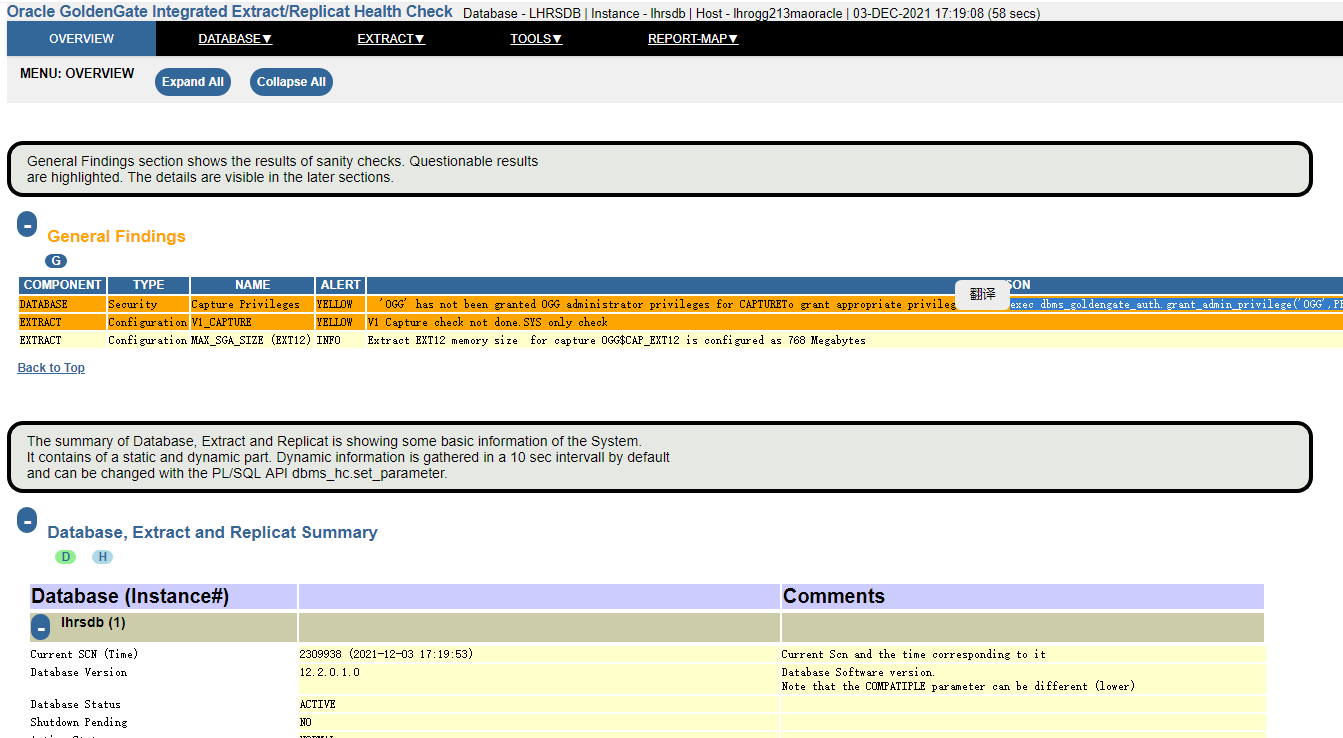 Oracle GoldenGate Integrated Extract/Replicat Health Check Database - LHRSDB | Instance - lhrsdb | Host - lhrogg213maoracle | 03-DEC-2021 17:19:08 (58 secs)
OVERVIEW DATABASE▼ EXTRACT▼ TOOLS▼ REPORT-MAP▼
MENU: OVERVIEW Expand All Collapse All
General Findings section shows the results of sanity checks. Questionable results
are highlighted. The details are visible in the later sections.
- General Findings
G
COMPONENT TYPE NAME ALERT SON
DATABASE Security Capture Privileges YELLOW 'OGG' has not been granted OGG administrator privileges for CAPTURETo grant appropriate privileg 翻译 exec dbms_goldengate_auth.grant_admin_privilege('OGG',PR
EXTRACT Configuration V1_CAPTURE YELLOW V1 Capture check not done.SYS only check
EXTRACT Configuration MAX_SGA_SIZE (EXT12) INFO Extract EXT12 memory size for capture OGG$CAP_EXT12 is configured as 768 Megabytes
Back to Top
The summary of Database, Extract and Replicat is showing some basic information of the System.
It contains of a static and dynamic part. Dynamic information is gathered in a 10 sec intervall by default
and can be changed with the PL/SQL API dbms_hc.set_parameter.
- Database, Extract and Replicat Summary
D H
Database (Instance#) Comments
- lhrsdb (1)
Current SCN (Time) 2309938 (2021-12-03 17:19:53) Current Scn and the time corresponding to it
Database Version 12.2.0.1.0 Database Software version.
Note that the COMPATIPLE parameter can be different (lower)
Database Status ACTIVE
Shutdown Pending NO